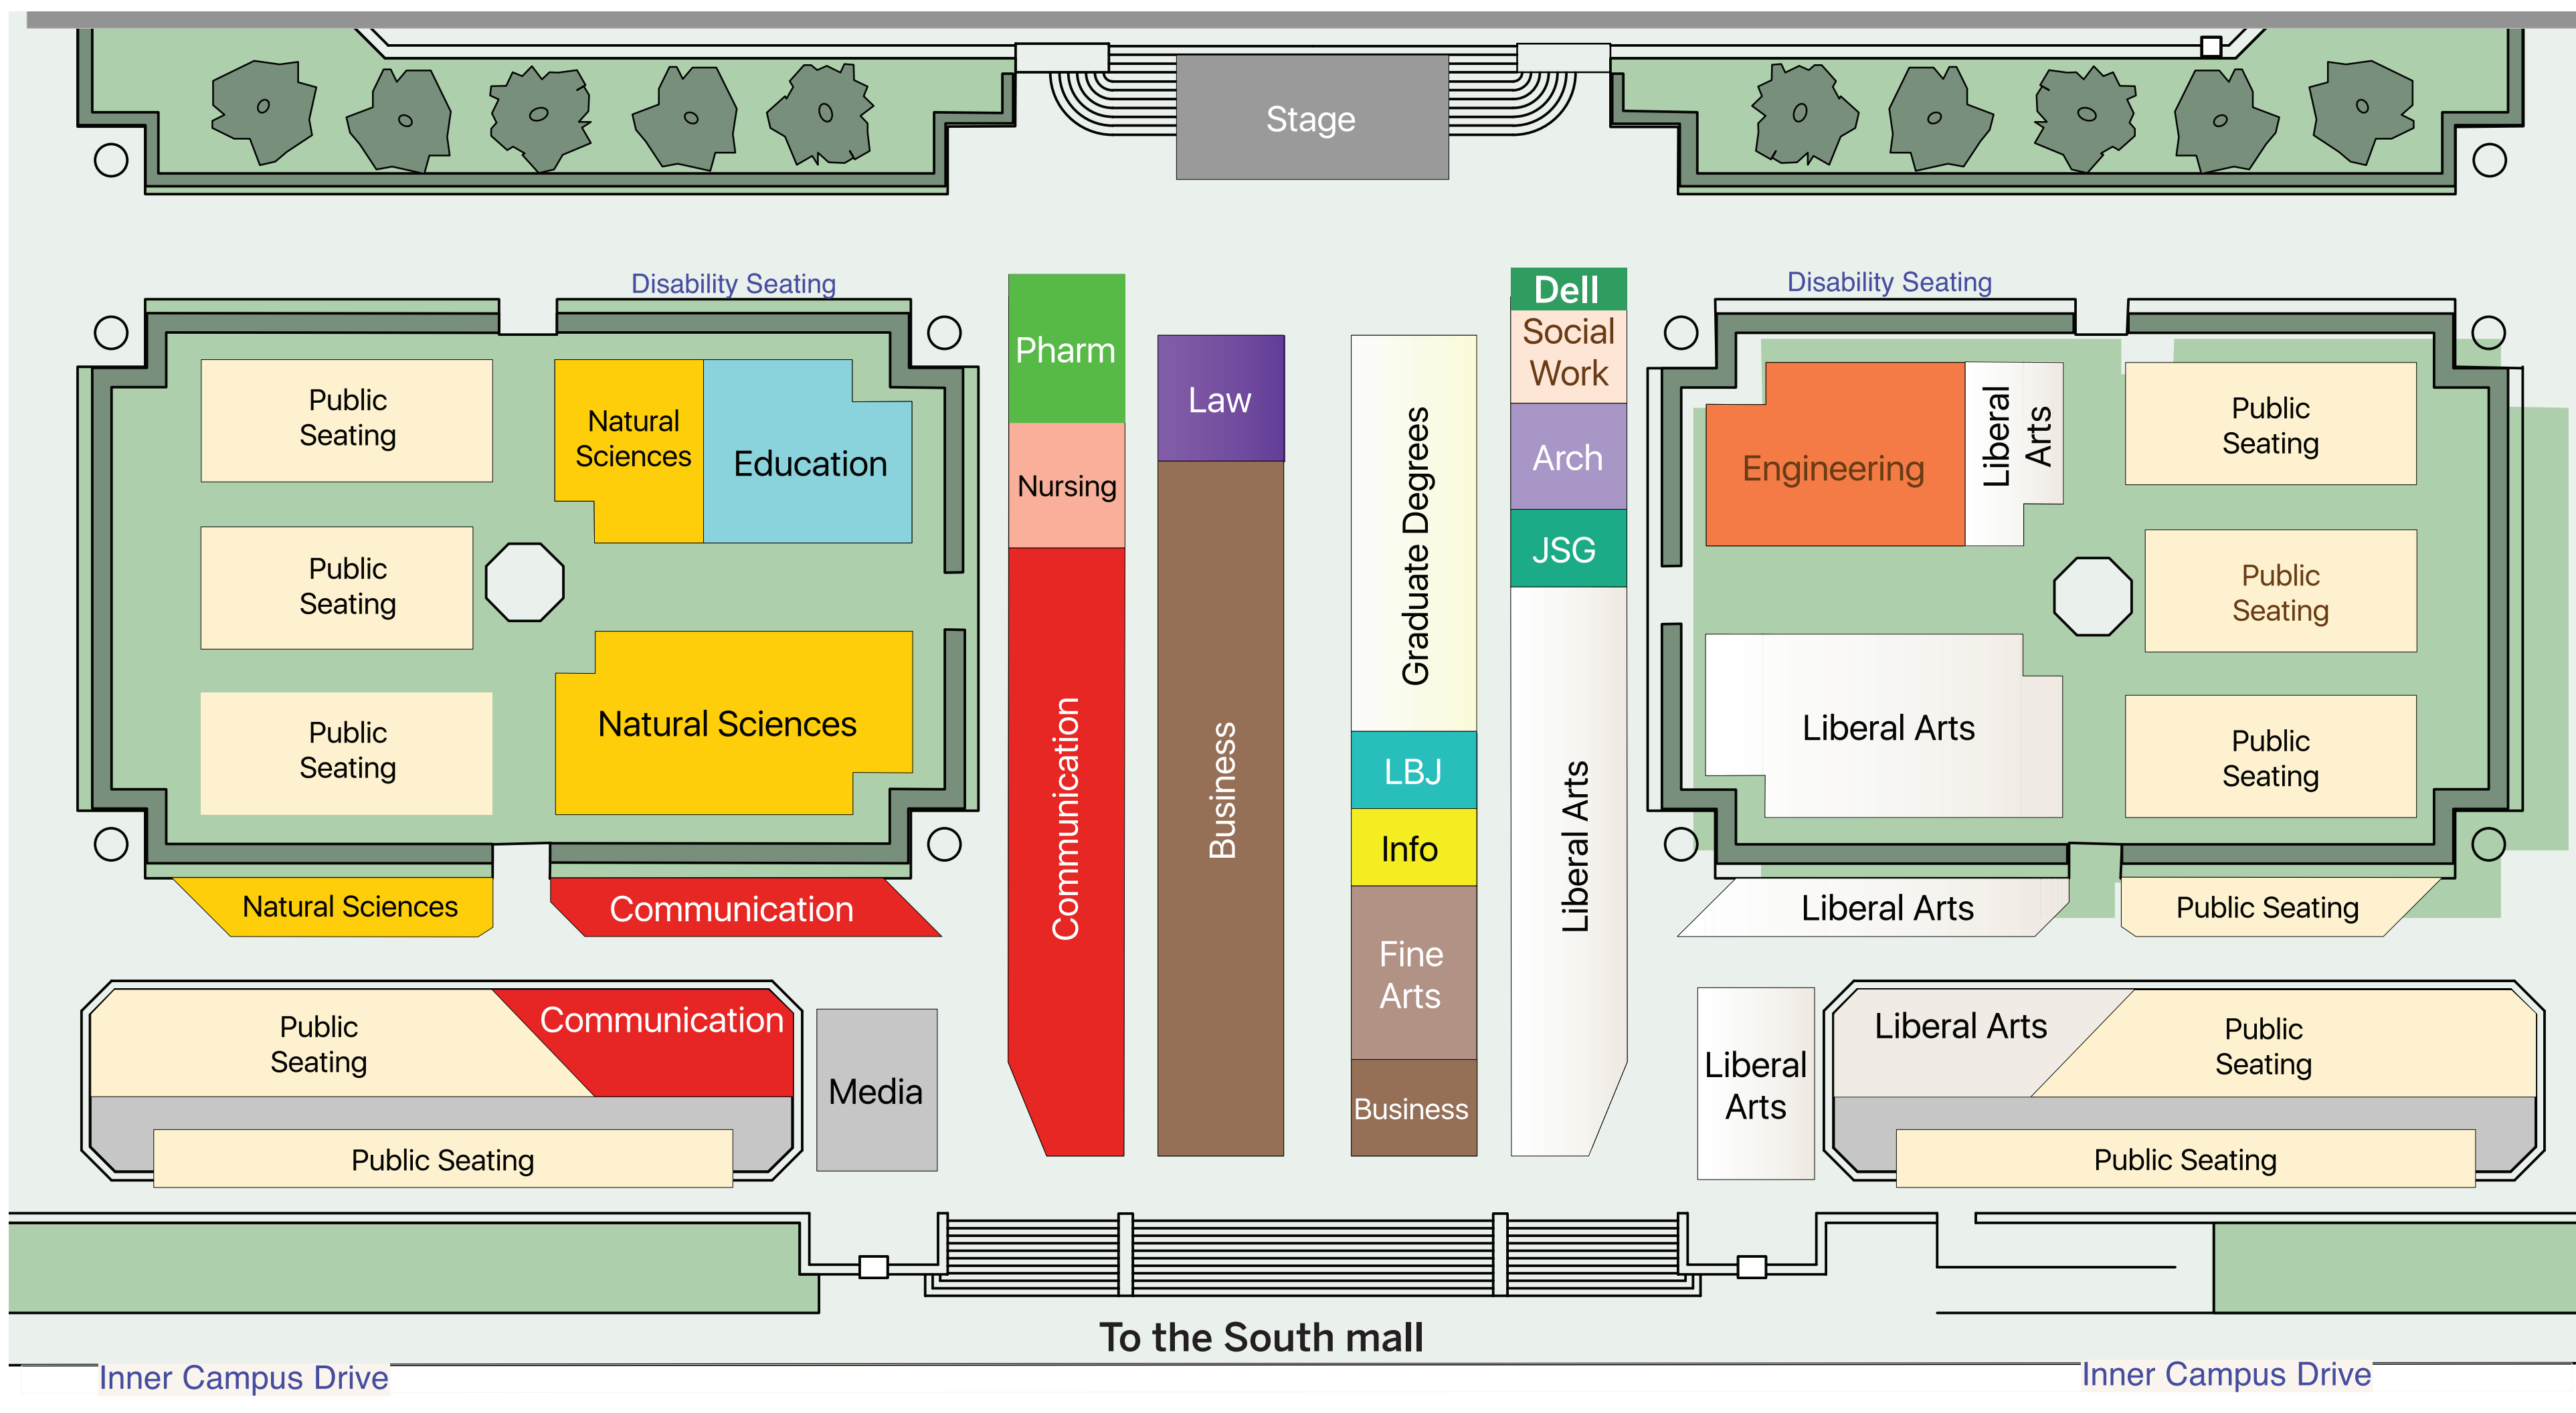 Stage
Disability Seating
Disability Seating
Public
Seating
Natural
Sciences
Education
Pharm
Nursing
Communication
Law
Business
Graduate Degrees
LBJ
Info
Fine
Arts
Business
Dell
Social
Work
Arch
JSG
Liberal Arts
Engineering
Liberal
Arts
Public
Seating
Public
Seating
Public
Seating
Public
Seating
Natural Sciences
Liberal Arts
Public
Seating
Natural Sciences
Communication
Liberal Arts
Public Seating
Public
Seating
Communication
Media
Liberal
Arts
Liberal Arts
Public
Seating
Public Seating
Public Seating
To the South mall
Inner Campus Drive
Inner Campus Drive